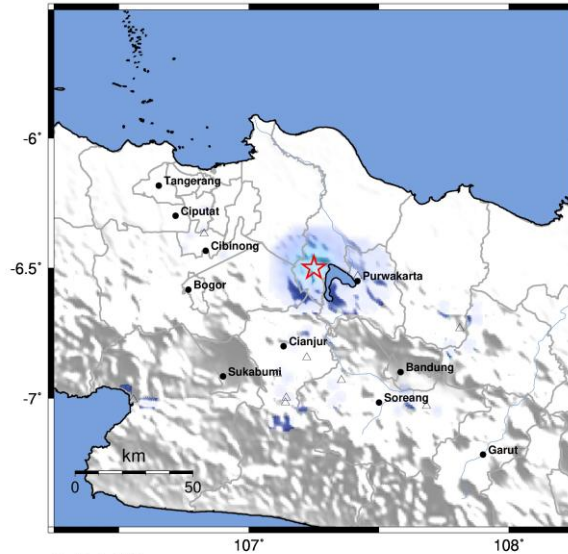 -6˚
Tangerang
Ciputat
Cibinong
-6.5˚
Purwakarta
Bogor
Cianjur
Sukabumi
Bandung
-7˚
Soreang
km
Garut
0 50
107˚ 108˚